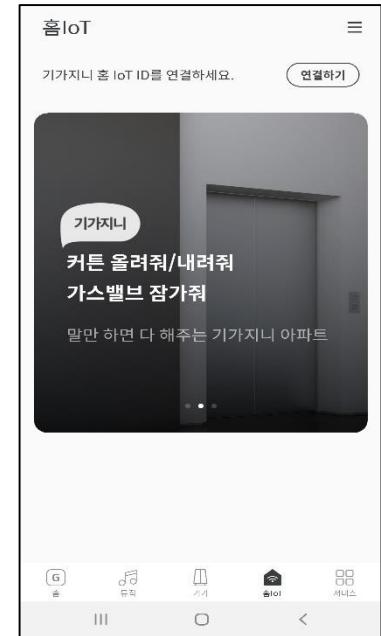 홈IoT
기가지니 홈 IoT ID를 연결하세요.
연결하기
기가지니
커튼 올려줘/내려줘
가스밸브 잠가줘
말만 하면 다 해주는 기가지니 아파트
G
홈
뮤직
기기
홈IoT
서비스